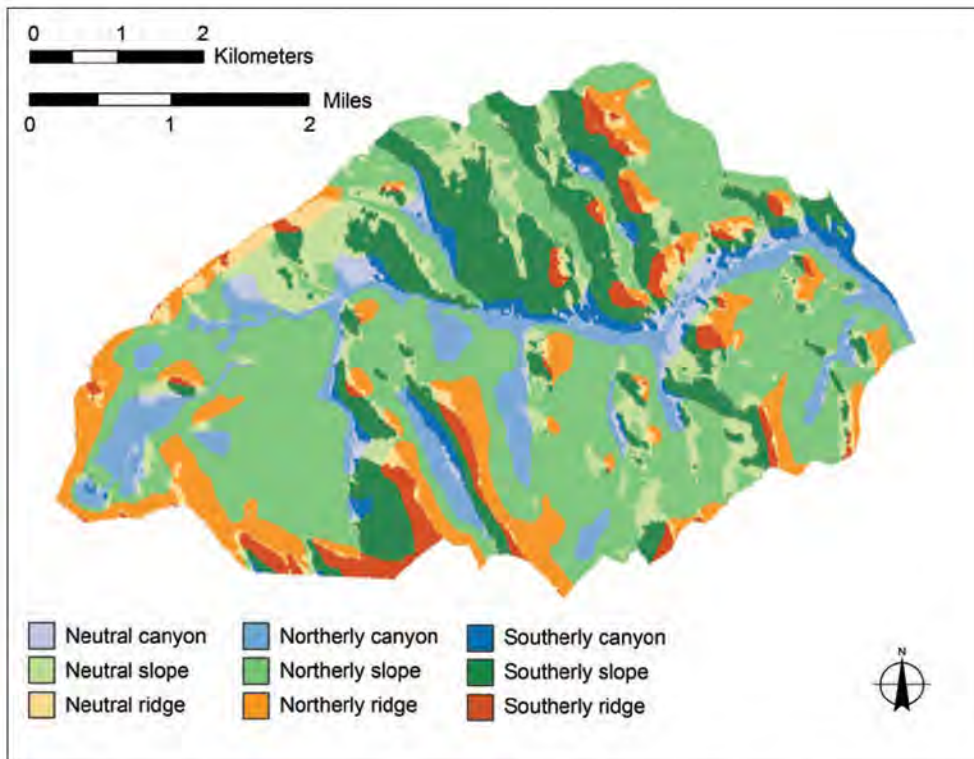 0 1 2
Kilometers
Miles
0 1 2
Neutral canyon Northerly canyon Southerly canyon
Neutral slope Northerly slope Southerly slope
Neutral ridge Northerly ridge Southerly ridge
N